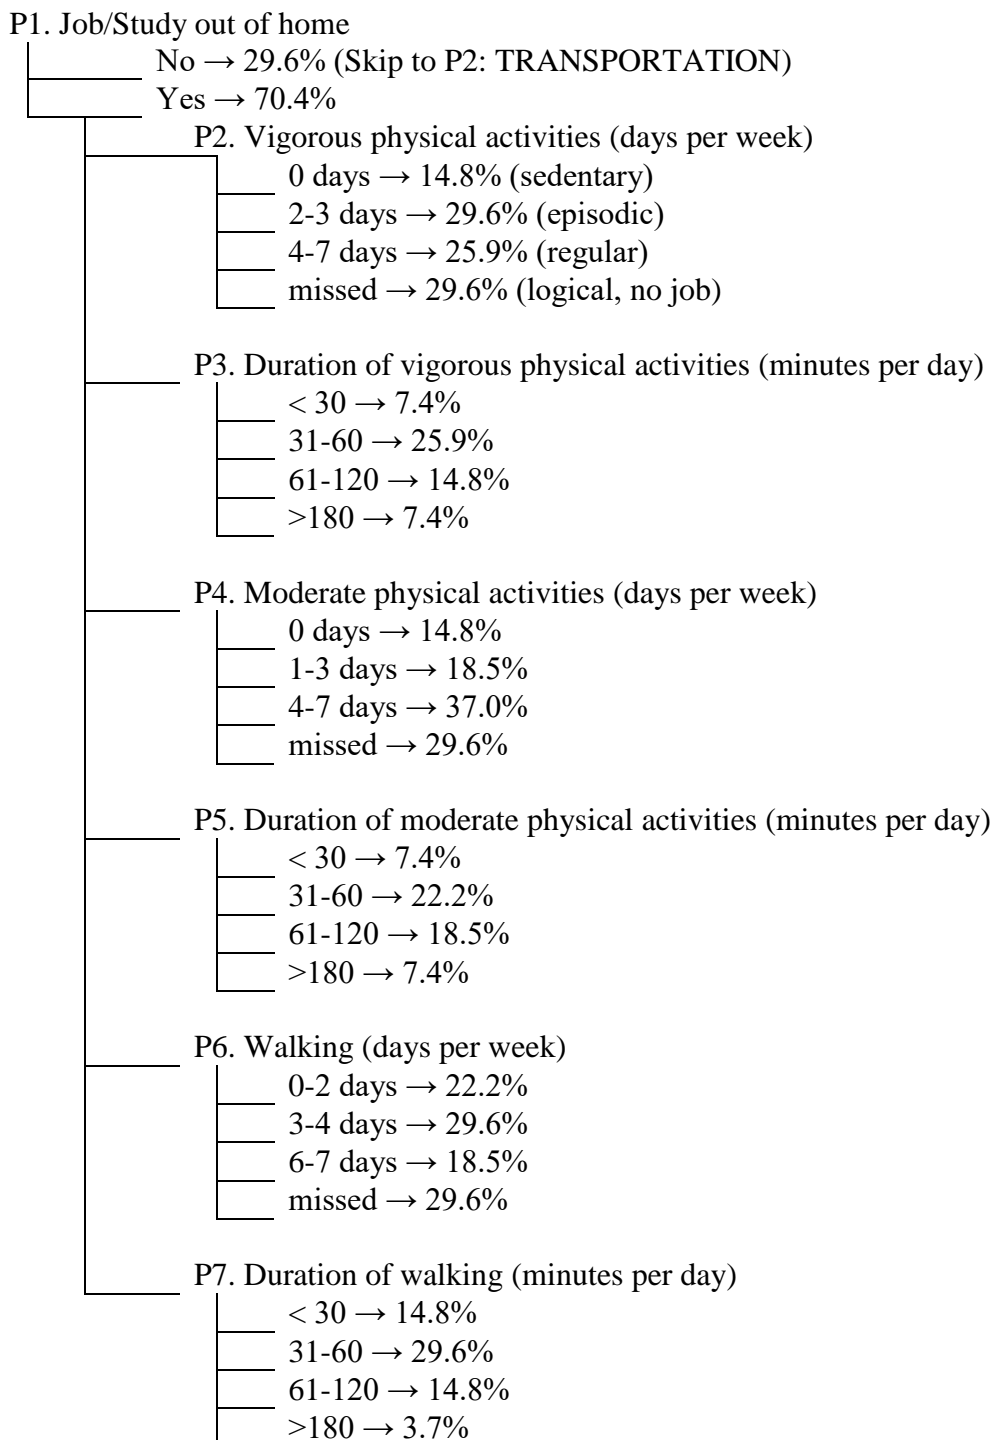 P1. Job/Study out of home
No → 29.6% (Skip to P2: TRANSPORTATION)
Yes → 70.4%
P2. Vigorous physical activities (days per week)
0 days → 14.8% (sedentary)
2-3 days → 29.6% (episodic)
4-7 days → 25.9% (regular)
missed → 29.6% (logical, no job)
P3. Duration of vigorous physical activities (minutes per day)
< 30 → 7.4%
31-60 → 25.9%
61-120 → 14.8%
>180 → 7.4%
P4. Moderate physical activities (days per week)
0 days → 14.8%
1-3 days → 18.5%
4-7 days → 37.0%
missed → 29.6%
P5. Duration of moderate physical activities (minutes per day)
< 30 → 7.4%
31-60 → 22.2%
61-120 → 18.5%
>180 → 7.4%
P6. Walking (days per week)
0-2 days → 22.2%
3-4 days → 29.6%
6-7 days → 18.5%
missed → 29.6%
P7. Duration of walking (minutes per day)
< 30 → 14.8%
31-60 → 29.6%
61-120 → 14.8%
>180 → 3.7%